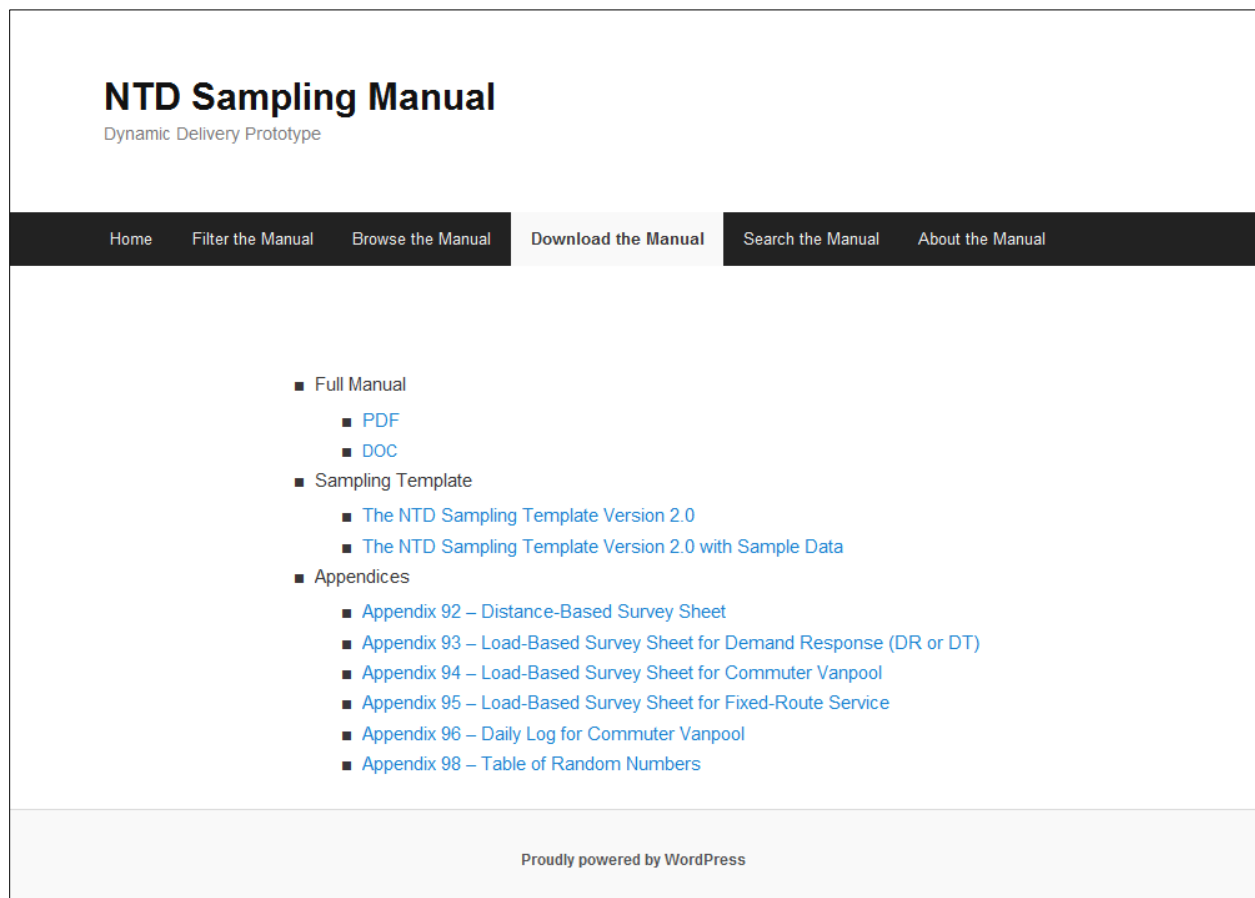 NTD Sampling Manual
Dynamic Delivery Prototype
Home Filter the Manual Browse the Manual Download the Manual Search the Manual About the Manual
Full Manual
PDF
DOC
Sampling Template
The NTD Sampling Template Version 2.0
The NTD Sampling Template Version 2.0 with Sample Data
Appendices
Appendix 92 – Distance-Based Survey Sheet
Appendix 93 – Load-Based Survey Sheet for Demand Response (DR or DT)
Appendix 94 – Load-Based Survey Sheet for Commuter Vanpool
Appendix 95 – Load-Based Survey Sheet for Fixed-Route Service
Appendix 96 – Daily Log for Commuter Vanpool
Appendix 98 – Table of Random Numbers
Proudly powered by WordPress